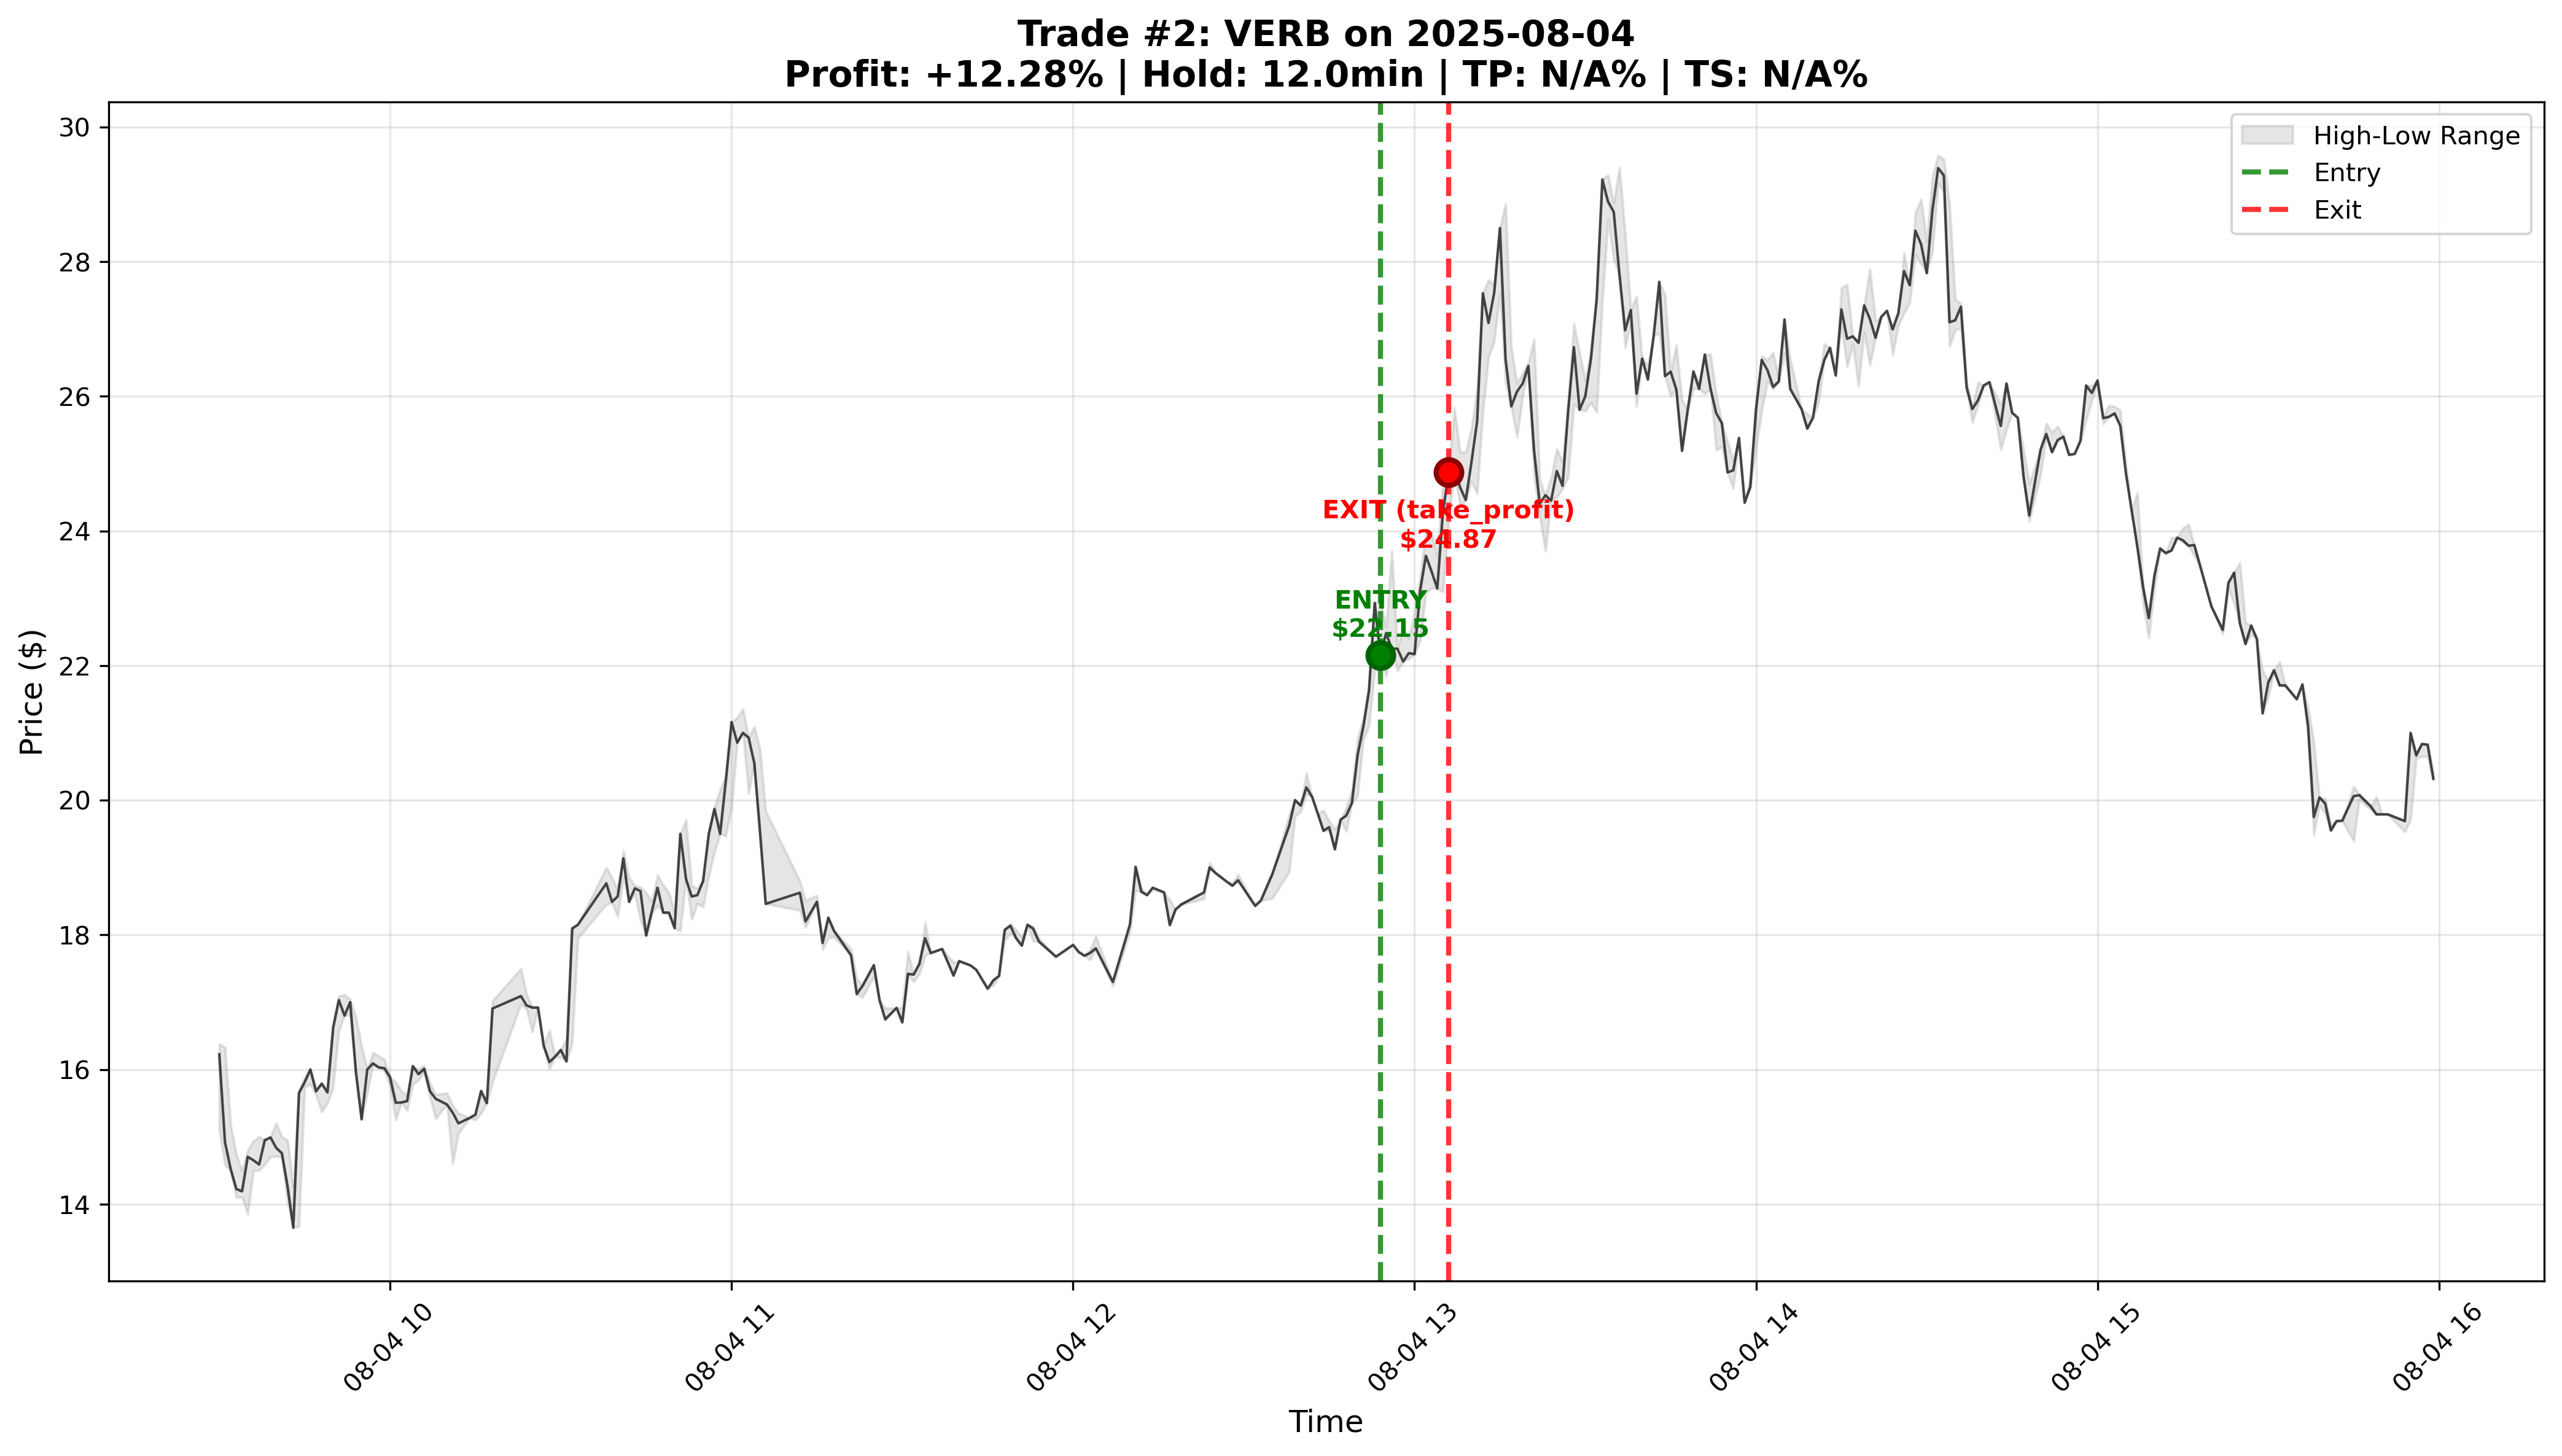 Trade #2: VERB on 2025-08-04
Profit: +12.28% | Hold: 12.0min | TP: N/A% | TS: N/A%
High-Low Range
Entry
Exit
30
28
26
24
22
20
18
16
14
Price ($)
EXIT (take_profit)
$24.87
ENTRY
$22.15
08-04 10
08-04 11
08-04 12
08-04 13
08-04 14
08-04 15
08-04 16
Time